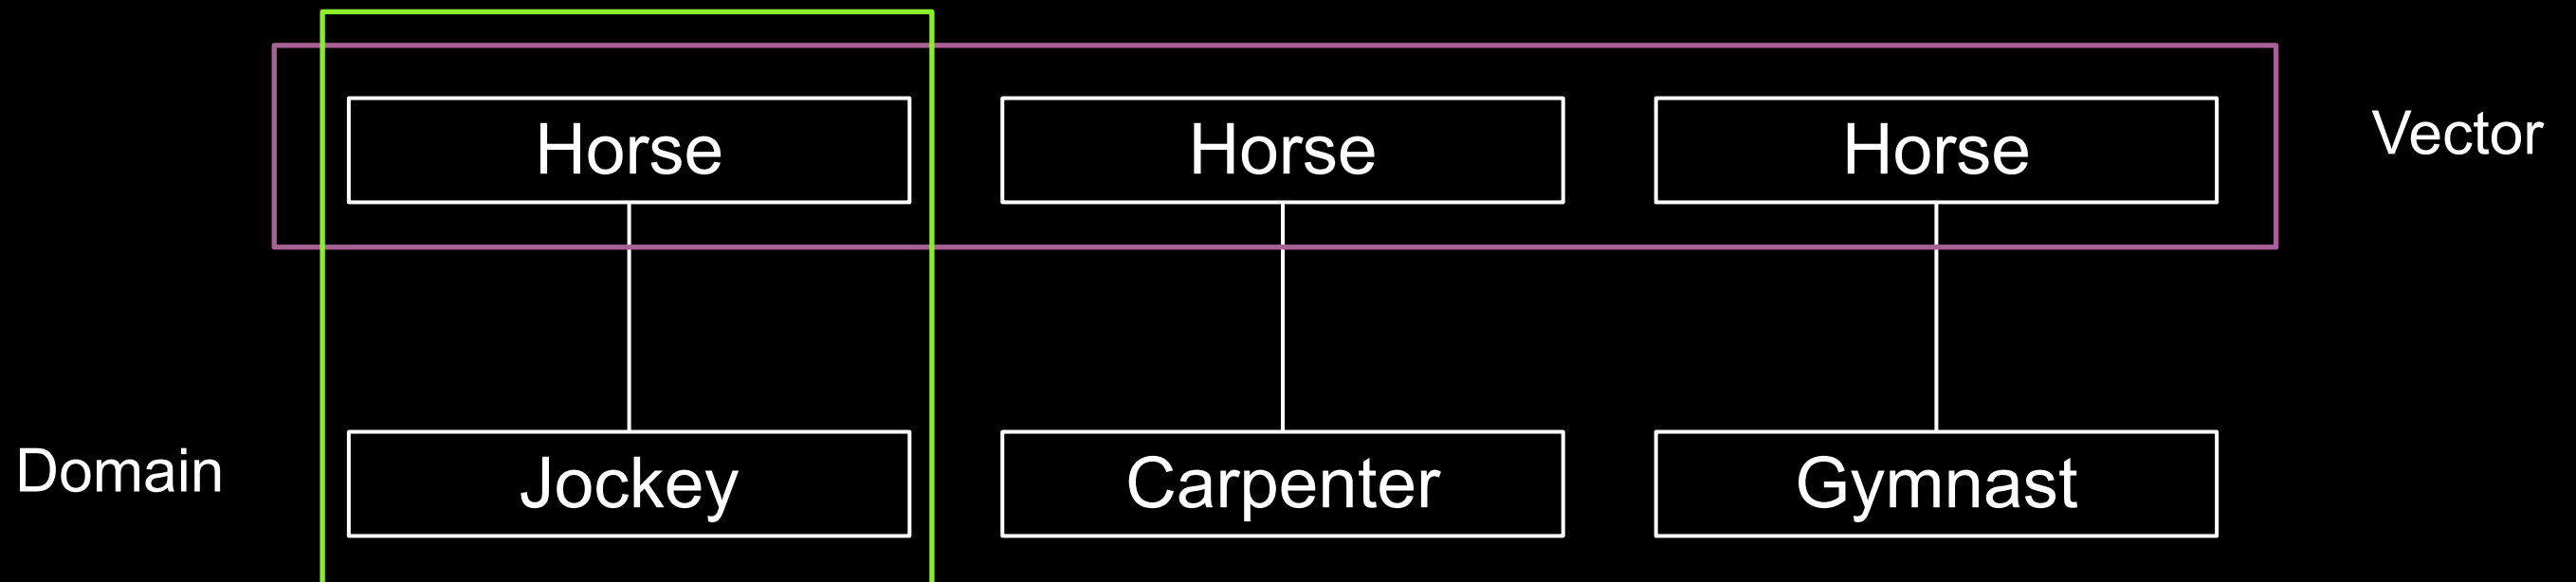 Horse
Horse
Horse
Vector
Domain
Jockey
Carpenter
Gymnast